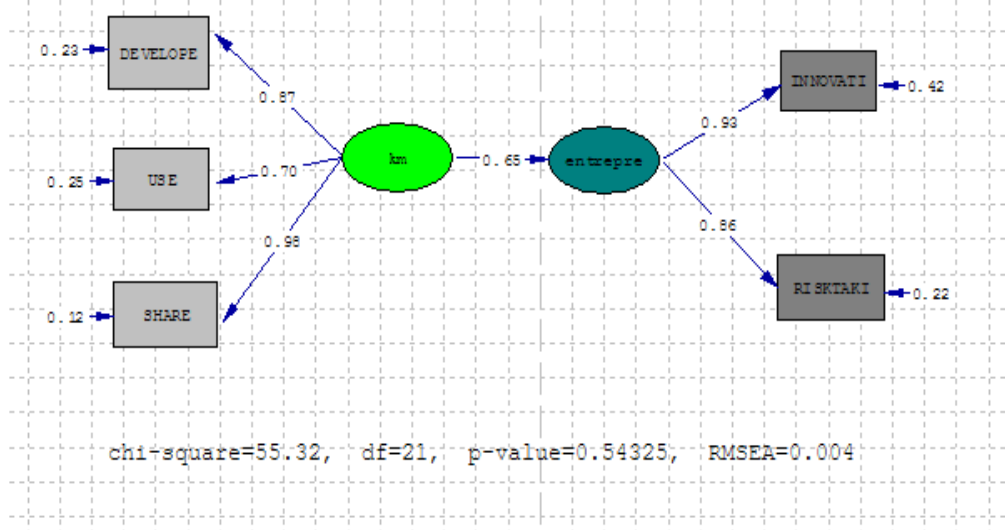 0.23
DEVELOPE
0.87
0.25
USE
0.70
0.12
SHARE
0.98
km
0.65
entrepre
0.93
INNOVATI
0.42
0.86
RISKTAKI
0.22
chi-square=55.32, df=21, p-value=0.54325, RMSEA=0.004